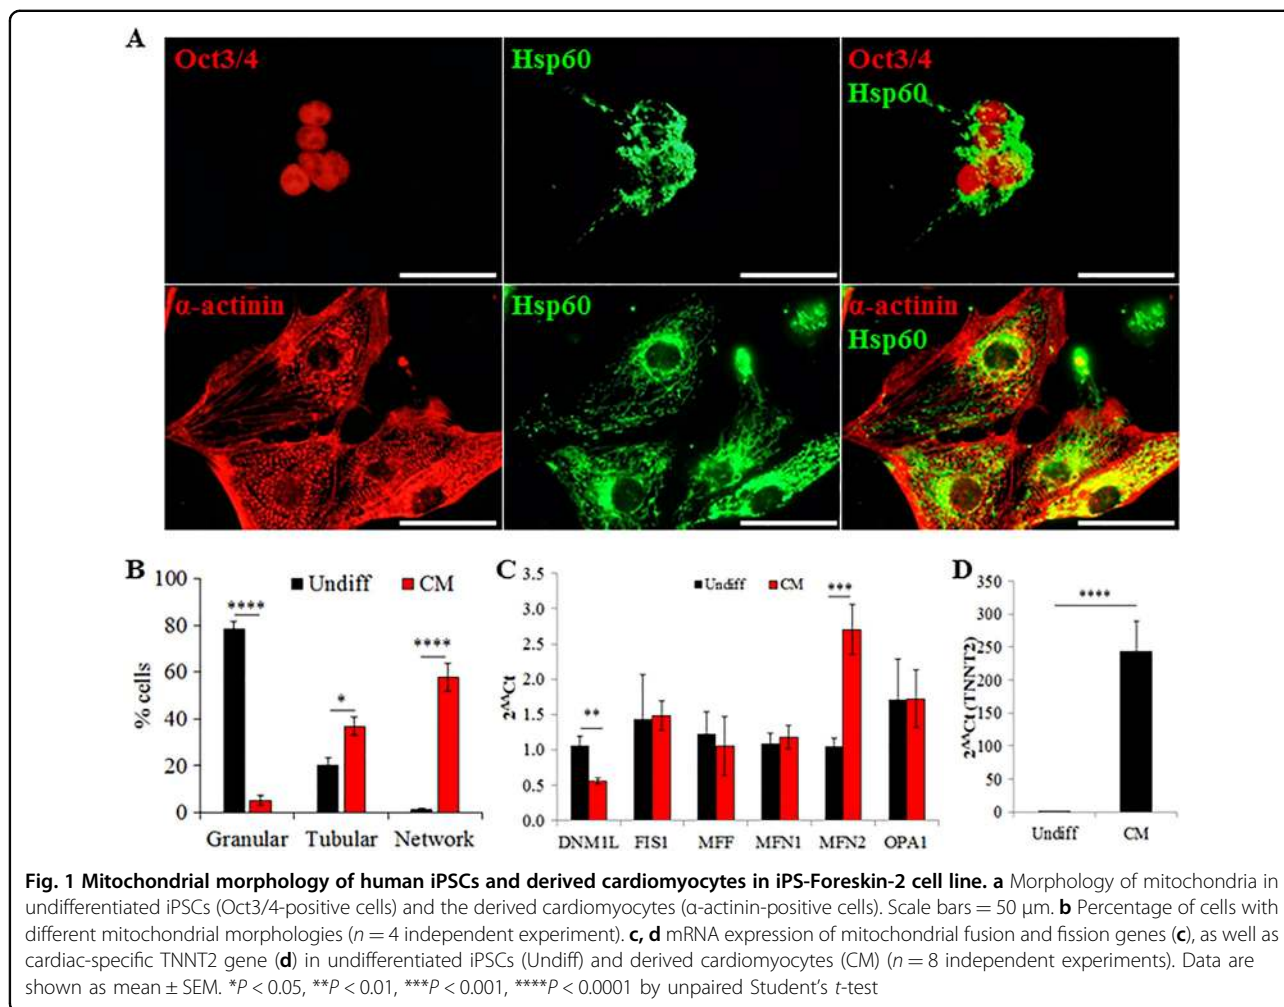 A
Oct3/4
Hsp60
Oct3/4
Hsp60
α-actinin
Hsp60
α-actinin
Hsp60
B
100
80
60
40
20
0
% cells
Undiff
CM
****
*
****
Granular
Tubular
Network
C
3.5
3.0
2.5
2.0
1.5
1.0
0.5
0.0
2^ΔΔCt
Undiff
CM
**
***
DNM1L
FIS1
MFF
MFN1
MFN2
OPA1
D
350
300
250
200
150
100
50
0
2^ΔΔCt (TNNT2)
****
Undiff
CM
Fig. 1 Mitochondrial morphology of human iPSCs and derived cardiomyocytes in iPS-Foreskin-2 cell line. a Morphology of mitochondria in
undifferentiated iPSCs (Oct3/4-positive cells) and the derived cardiomyocytes (α-actinin-positive cells). Scale bars = 50 μm. b Percentage of cells with
different mitochondrial morphologies (n = 4 independent experiment). c, d mRNA expression of mitochondrial fusion and fission genes (c), as well as
cardiac-specific TNNT2 gene (d) in undifferentiated iPSCs (Undiff) and derived cardiomyocytes (CM) (n = 8 independent experiments). Data are
shown as mean ± SEM. *P < 0.05, **P < 0.01, ***P < 0.001, ****P < 0.0001 by unpaired Student's t-test